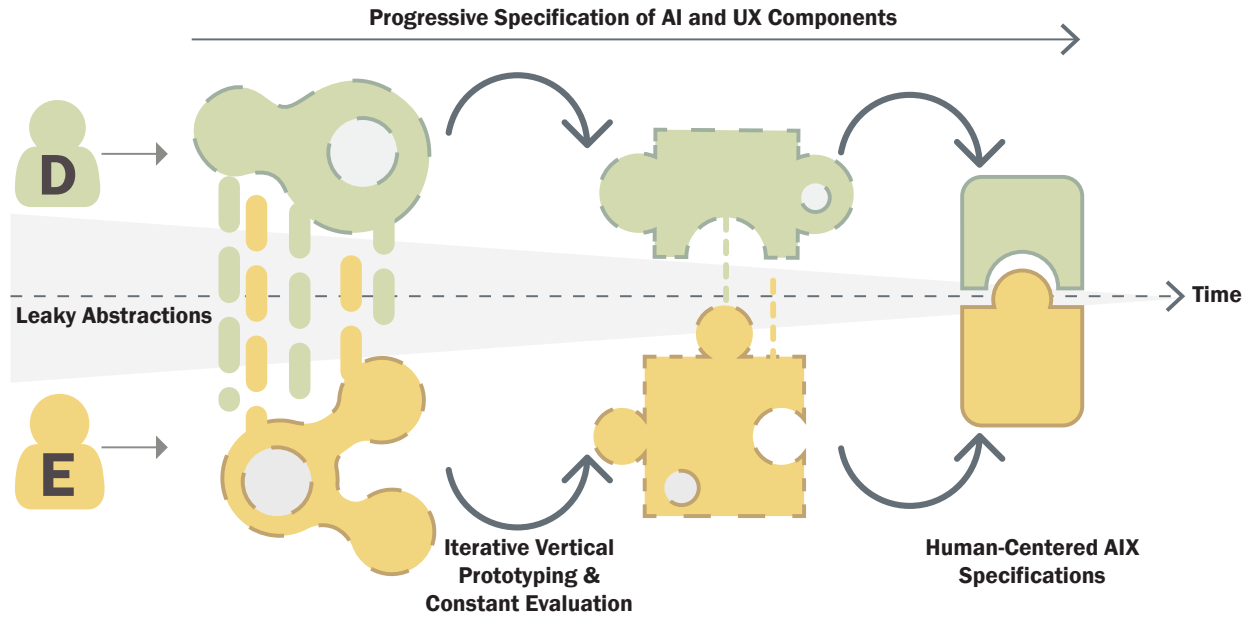 Progressive Specification of AI and UX Components
D
Time
Leaky Abstractions
E
Iterative Vertical
Prototyping &
Constant Evaluation
Human-Centered AIX
Specifications